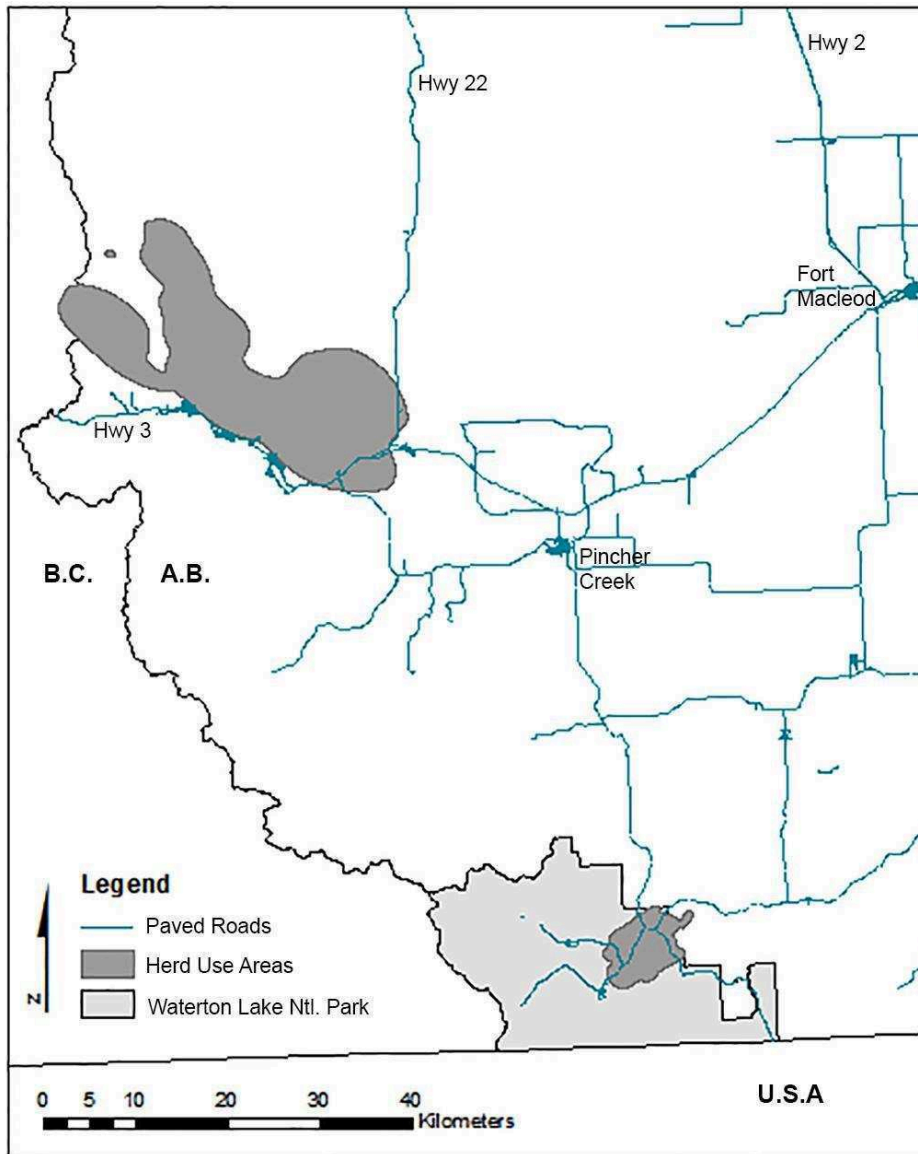 Hwy 2
Hwy 22
Fort
Macleod
Hwy 3
B.C.
A.B.
Pincher
Creek
Legend
Paved Roads
Herd Use Areas
Waterton Lake Ntl. Park
N
0 5 10 20 30 40
Kilometers
U.S.A